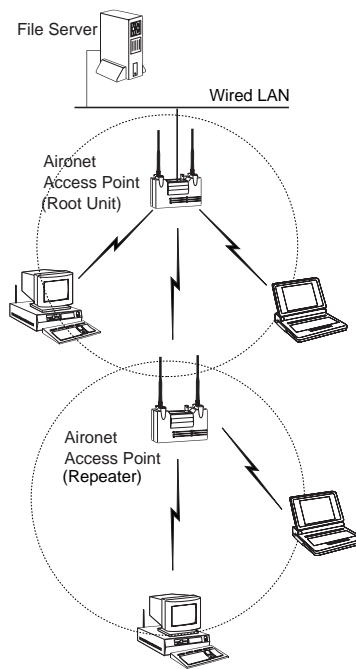 File Server
Wired LAN
Aironet
Access Point
(Root Unit)
Aironet
Access Point
(Repeater)